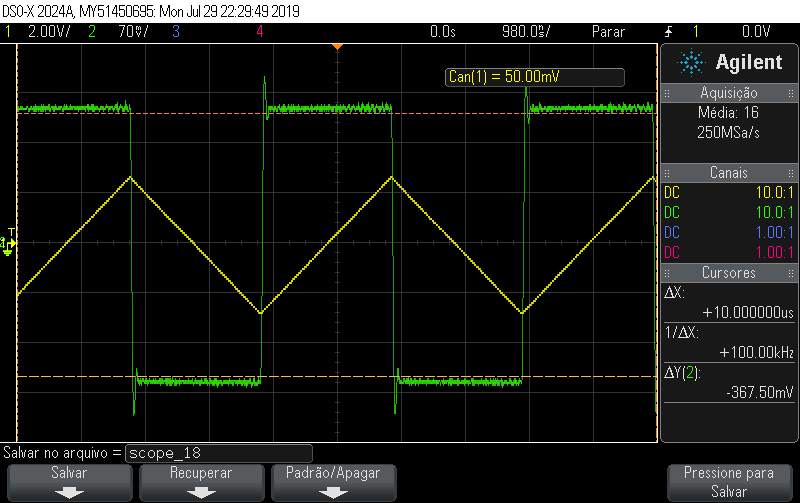 DSO-X 2024A, MY51450695: Mon Jul 29 22:29:49 2019
1 2.00V/ 2 70mV/ 3 4 0.0s 980.0ns/ Parar 1 0.0V
Can(1) = 50.00mV
Agilent
Aquisição
Média: 16
250MSa/s
Canais
DC 10.0:1
DC 10.0:1
DC 1.00:1
DC 1.00:1
Cursores
ΔX:
+10.000000us
1/ΔX:
+100.00kHz
ΔY(2):
-367.50mV
T
2
Salvar no arquivo = scope_18
Salvar Recuperar Padrão/Apagar Pressione para
Salvar